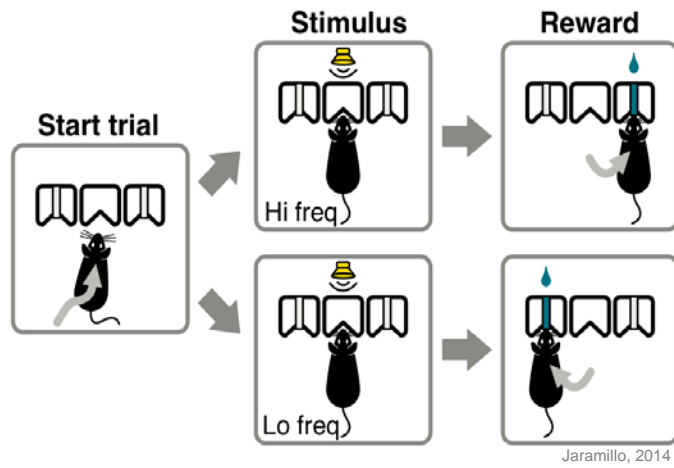 Stimulus
Reward
Start trial
Hi freq
Lo freq
Jaramillo, 2014